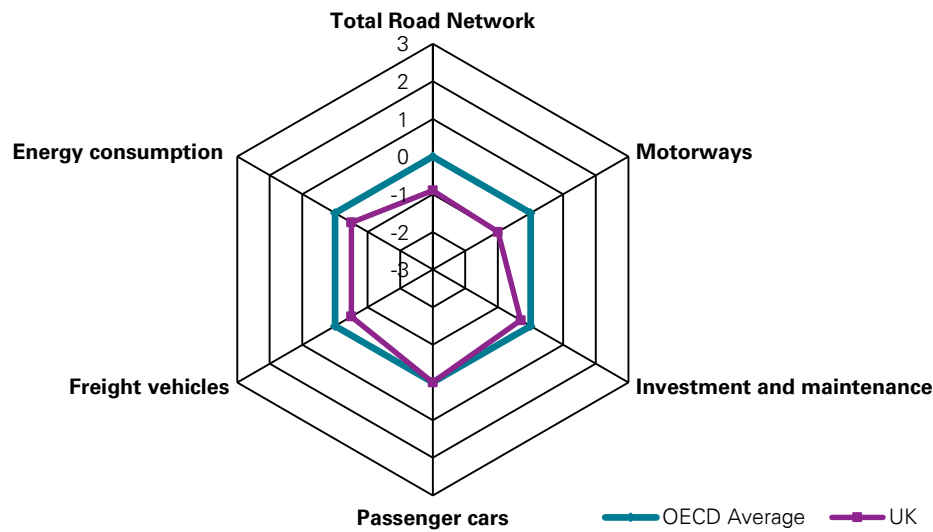 Total Road Network
3
2
1
0
-1
-2
-3
Energy consumption
Motorways
Freight vehicles
Investment and maintenance
Passenger cars
OECD Average
UK